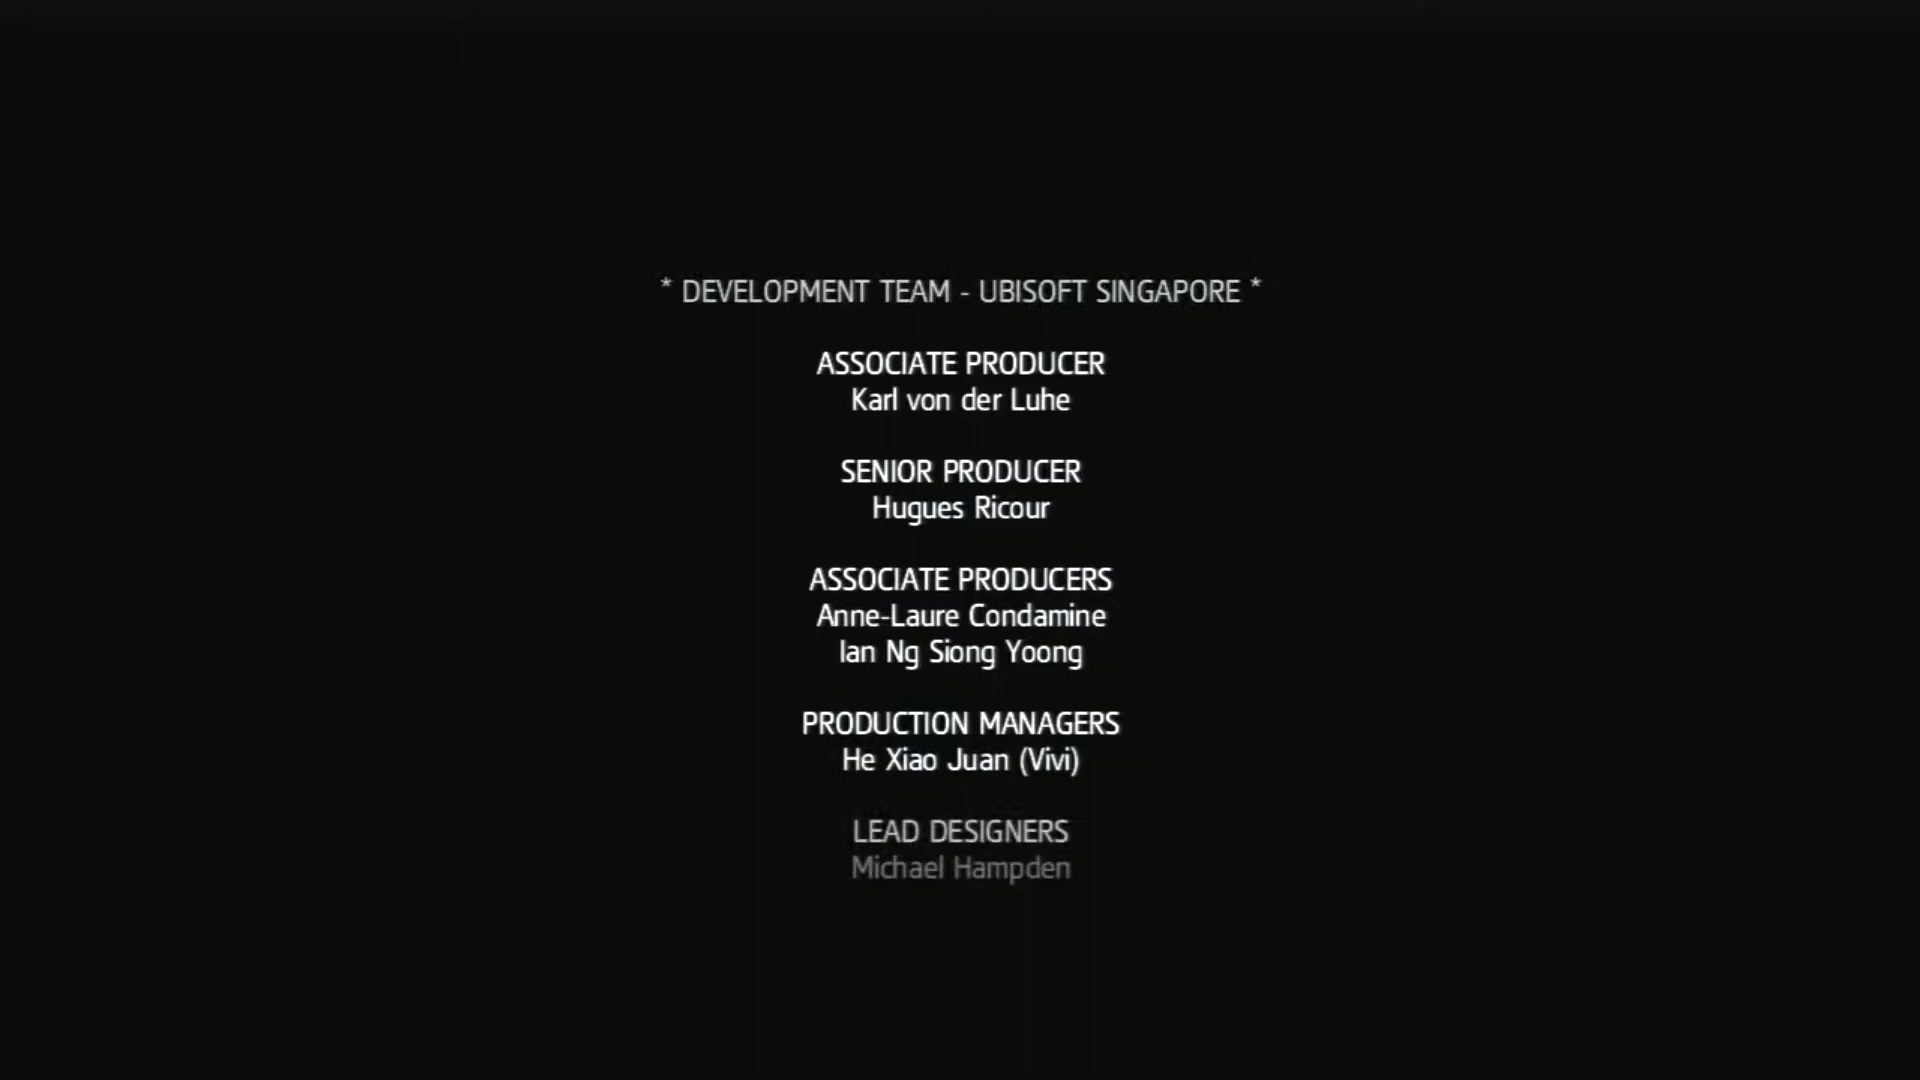 * DEVELOPMENT TEAM - UBISOFT SINGAPORE *
ASSOCIATE PRODUCER
Karl von der Luhe
SENIOR PRODUCER
Hugues Ricour
ASSOCIATE PRODUCERS
Anne-Laure Condamine
Ian Ng Siong Yoong
PRODUCTION MANAGERS
He Xiao Juan (Vivi)
LEAD DESIGNERS
Michael Hampden